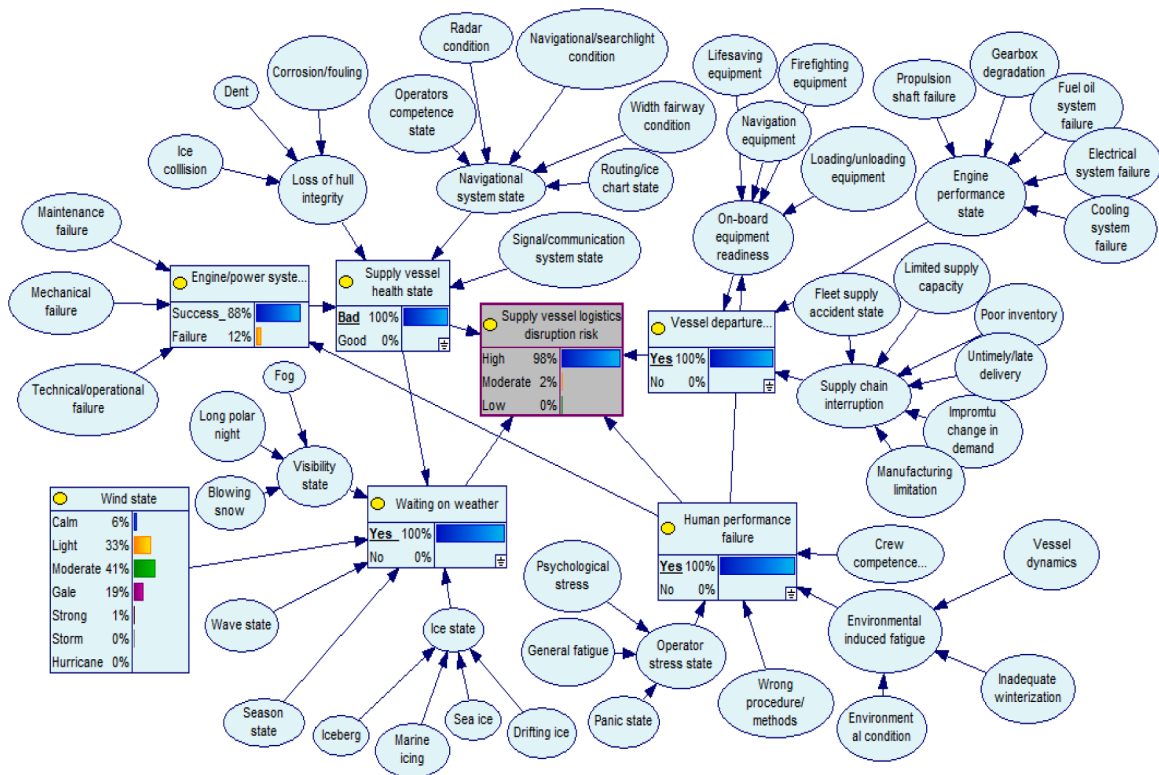 Radar
condition
Navigational/searchlight
condition
Corrosion/fouling
Dent
Ice
colllision
Loss of hull
integrity
Operators
competence
state
Width fairway
condition
Routing/ice
chart state
Navigational
system state
Signal/communication
system state
Lifesaving
equipment
Firefighting
equipment
Navigation
equipment
Loading/unloading
equipment
On-board
equipment
readiness
Gearbox
degradation
Propulsion
shaft failure
Fuel oil
system
failure
Electrical
system failure
Cooling
system
failure
Engine
performance
state
Maintenance
failure
Mechanical
failure
Technical/operational
failure
Engine/power syste...
Success_ 88%
Failure 12%
Supply vessel
health state
Bad 100%
Good 0%
Supply vessel logistics
disruption risk
High 98%
Moderate 2%
Low 0%
Vessel departure...
Yes 100%
No 0%
Fleet supply
accident state
Limited supply
capacity
Poor inventory
Untimely/late
delivery
Impromtu
change in
demand
Manufacturing
limitation
Supply chain
interruption
Fog
Long polar
night
Blowing
snow
Visibility
state
Wind state
Calm 6%
Light 33%
Moderate 41%
Gale 19%
Strong 1%
Storm 0%
Hurricane 0%
Waiting on weather
Yes_ 100%
No 0%
Human performance
failure
Yes 100%
No 0%
Wave state
Season
state
Ice state
Iceberg
Marine
icing
Sea ice
Drifting ice
Psychological
stress
General fatigue
Panic state
Operator
stress state
Wrong
procedure/
methods
Crew
competence...
Vessel
dynamics
Environmental
induced fatigue
Inadequate
winterization
Environment
al condition